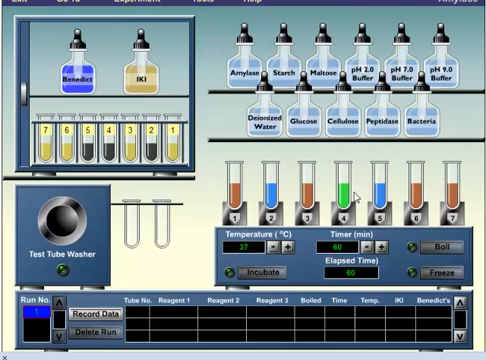 Exit Go To Experiment Tools Help Amylase
Benedict IKI
Amylase Starch Maltose pH 2.0 Buffer pH 7.0 Buffer pH 9.0 Buffer
Deionized Water Glucose Cellulose Peptidase Bacteria
7 6 5 4 3 2 1
1 2 3 4 5 6 7
Temperature (°C) Timer (min)
37 - + 60 - + Boil
Elapsed Time)
Incubate 60 Freeze
Test Tube Washer
Run No. Tube No. Reagent 1 Reagent 2 Reagent 3 Boiled Time Temp. IKI Benedict's
1 Λ Record Data Λ
V Delete Run V
x